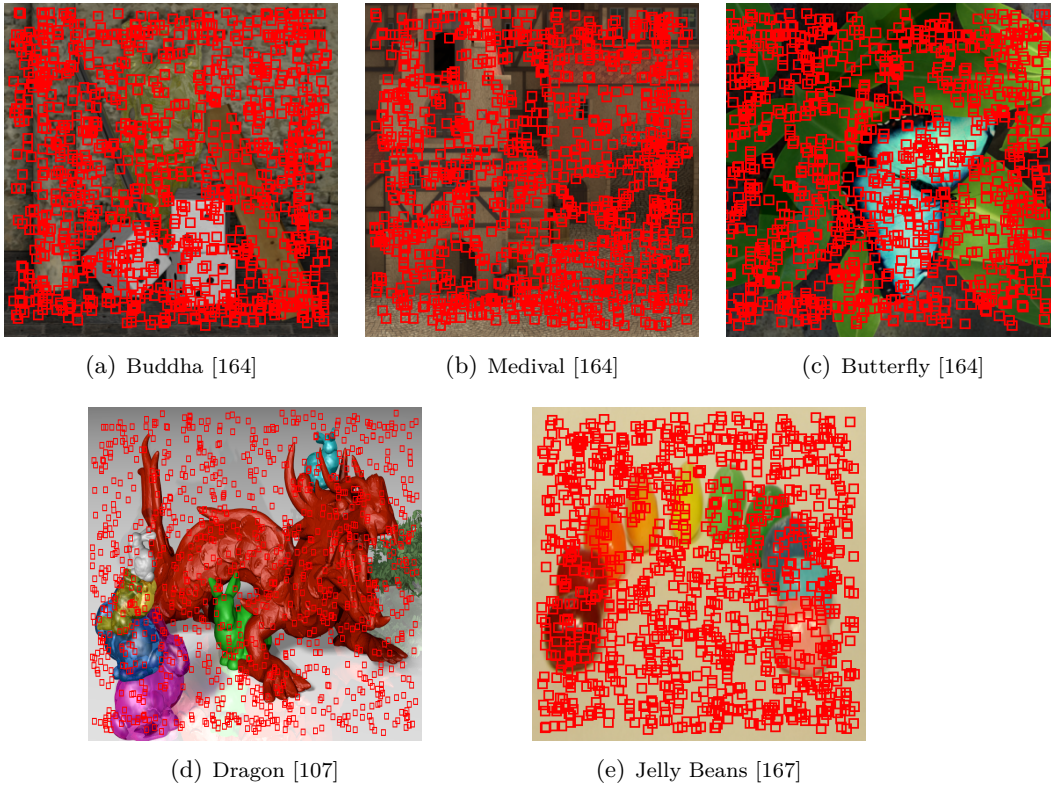 (a) Buddha [164]
(b) Medival [164]
(c) Butterfly [164]
(d) Dragon [107]
(e) Jelly Beans [167]